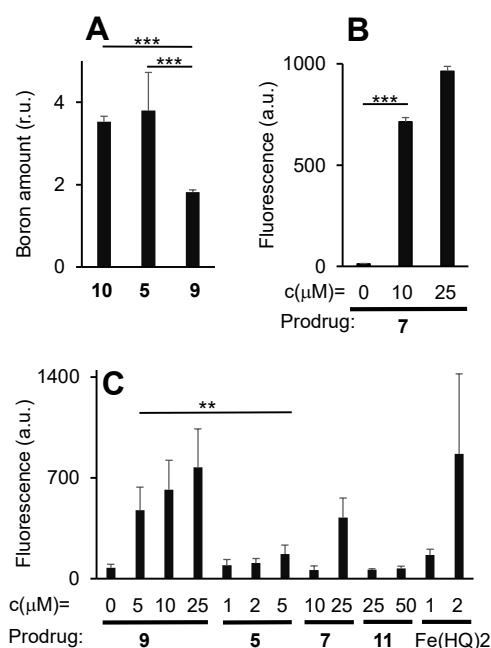 A
***
***
4
2
0
Boron amount (r.u.)
10 5 9
B
1000
500
0
Fluorescence (a.u.)
***
c(μM)= 0 10 25
Prodrug: 7
C
1400
700
0
Fluorescence (a.u.)
**
c(μM)= 0 5 10 25 1 2 5 10 25 25 50 1 2
Prodrug: 9 5 7 11 Fe(HQ)2